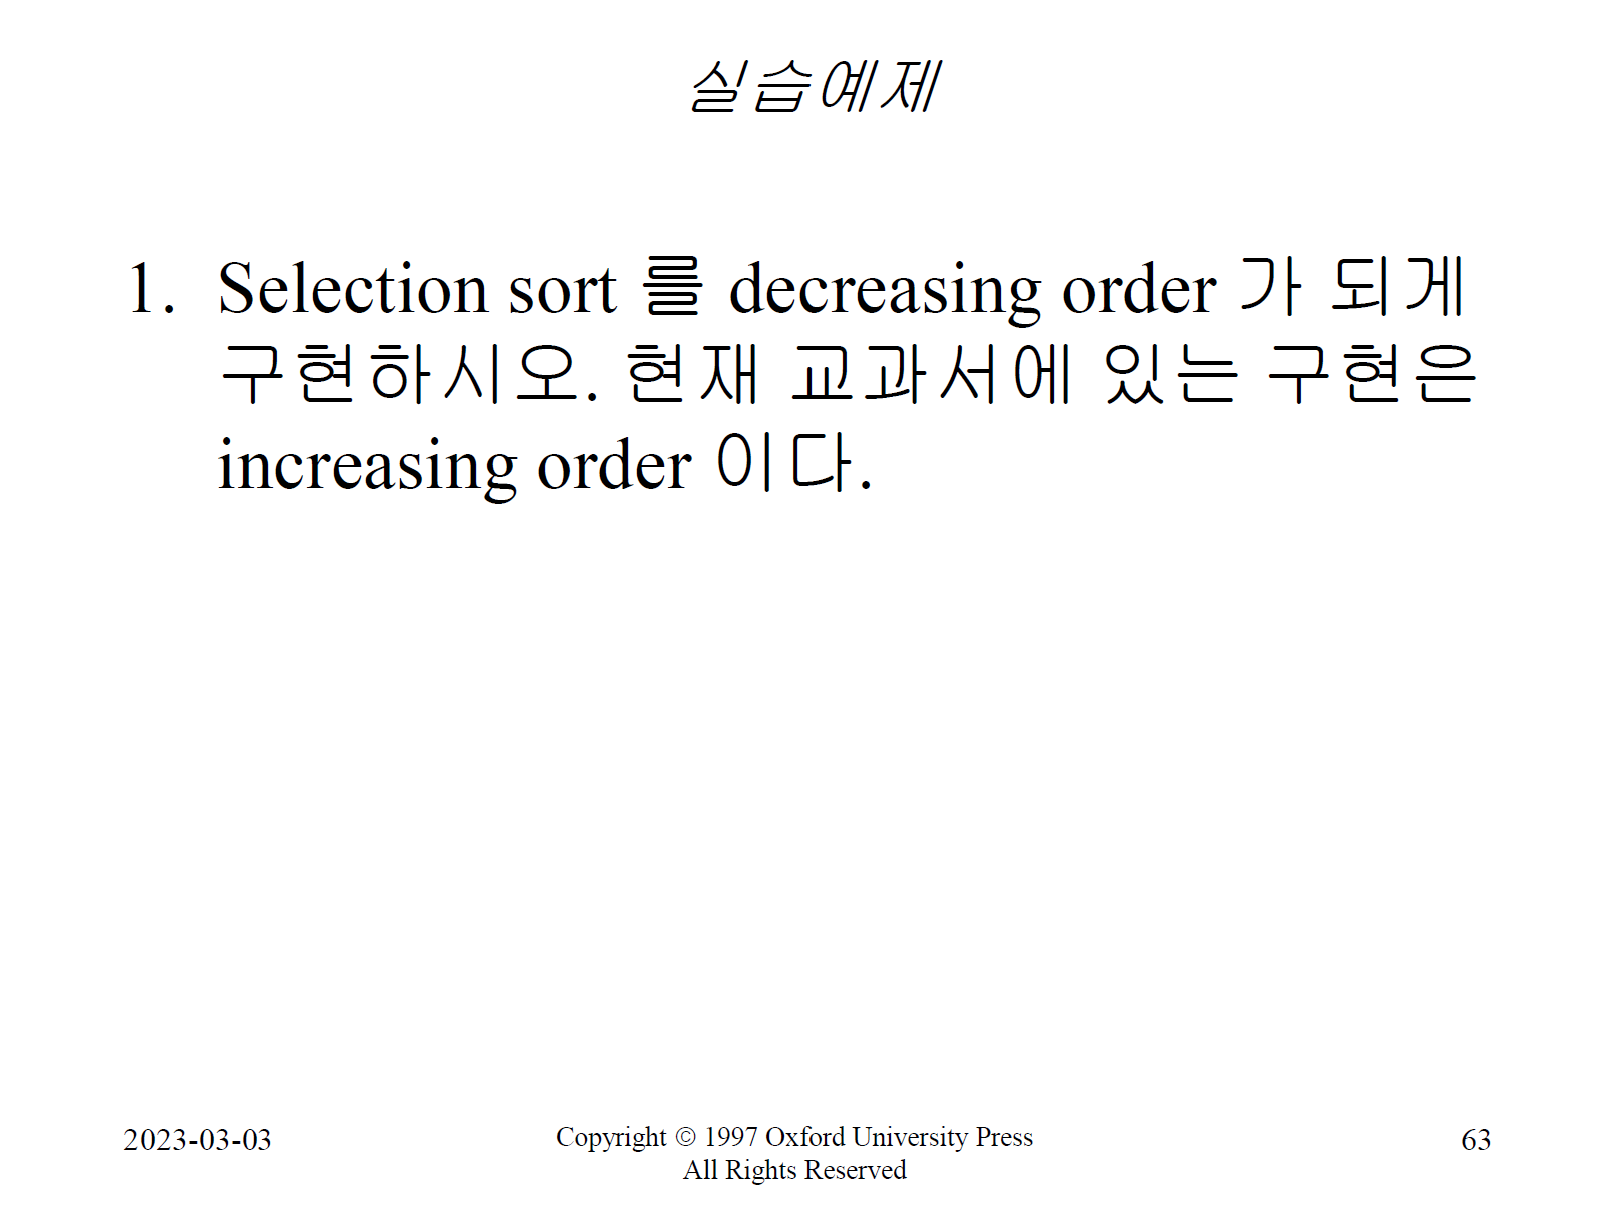 실습예제
1. Selection sort 를 decreasing order 가 되게
구현하시오. 현재 교과서에 있는 구현은
increasing order 이다.
2023-03-03
Copyright © 1997 Oxford University Press
All Rights Reserved
63